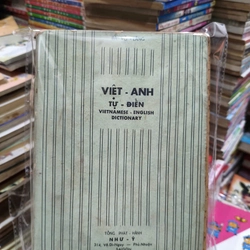 VIỆT - ANH
TỰ - ĐIỂN
VIETNAMESE - ENGLISH
DICTIONARY
TỔNG PHÁT HÀNH
NHƯ - Ý